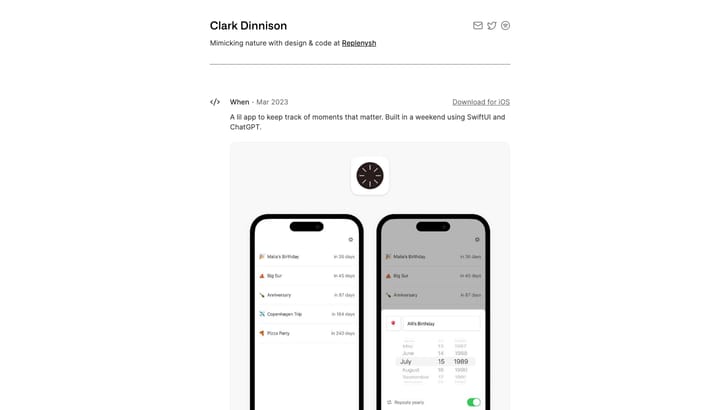 Clark Dinnison
Mimicking nature with design & code at Replenysh
</> When - Mar 2023 Download for iOS
A lil app to keep track of moments that matter. Built in a weekend using SwiftUI and
ChatGPT.
Malia's Birthday in 36 days
Big Sur in 45 days
Anniversary in 87 days
Copenhagen Trip in 164 days
Pizza Party in 243 days
Malia's Birthday in 36 days
Big Sur in 45 days
Anniversary in 87 days
Alli's Birthday
May 13 1987
June 14 1988
July 15 1989
August 16 1990
September 17 1991
Repeats yearly